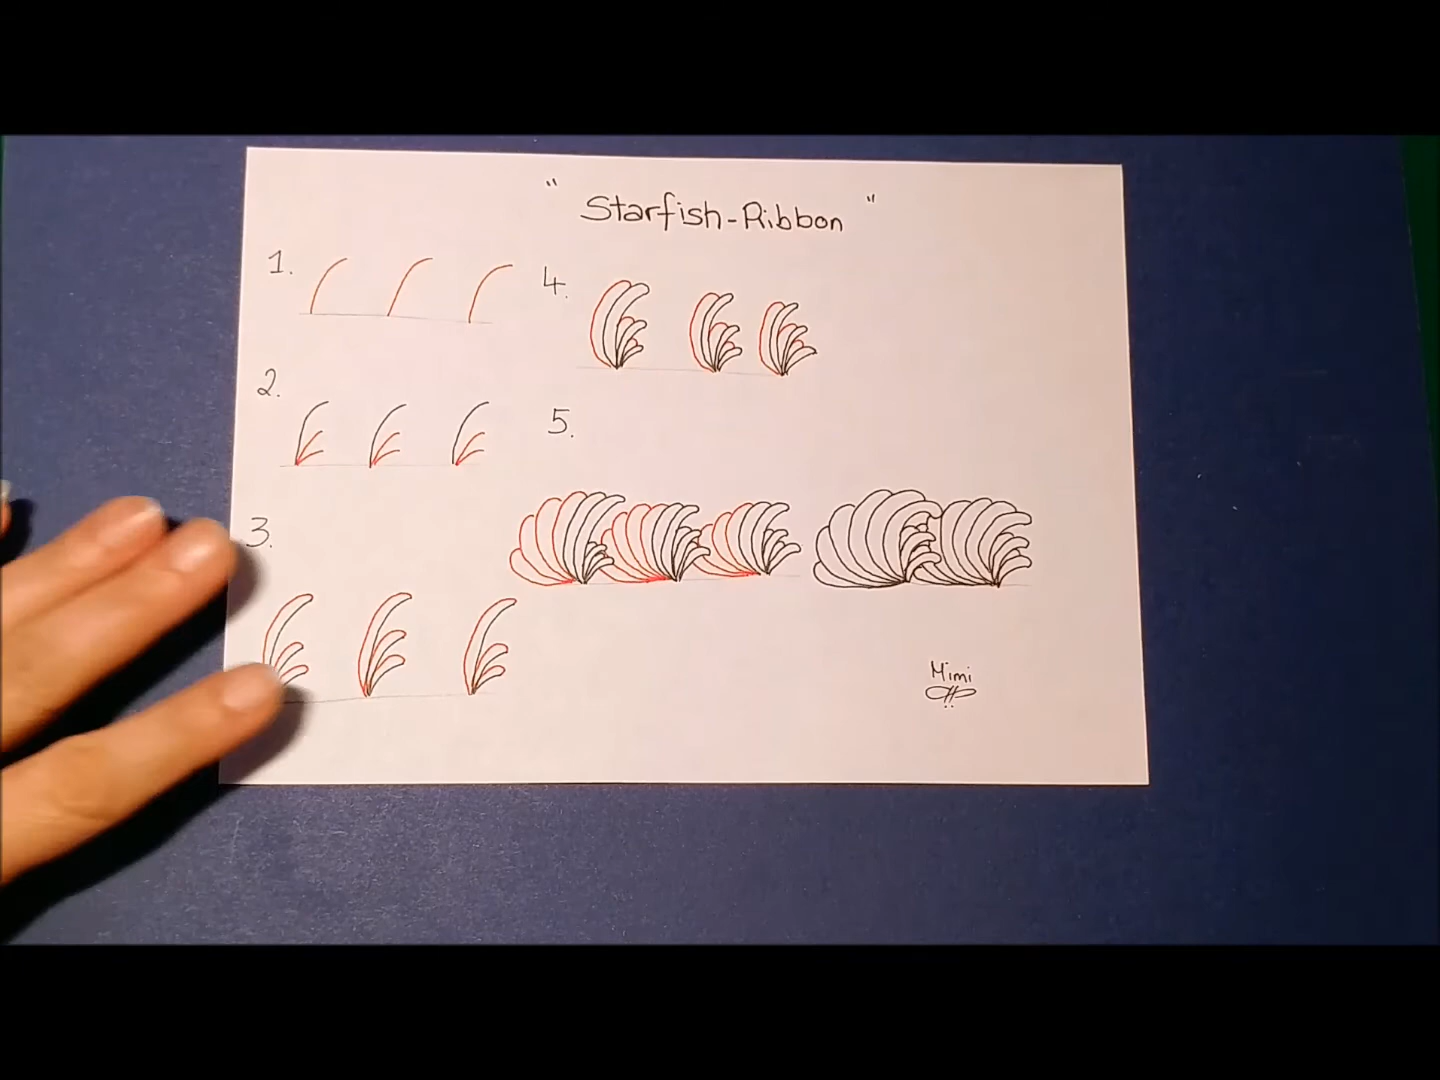 " Starfish-Ribbon "
1.
2.
3.
4.
5.
Mimi